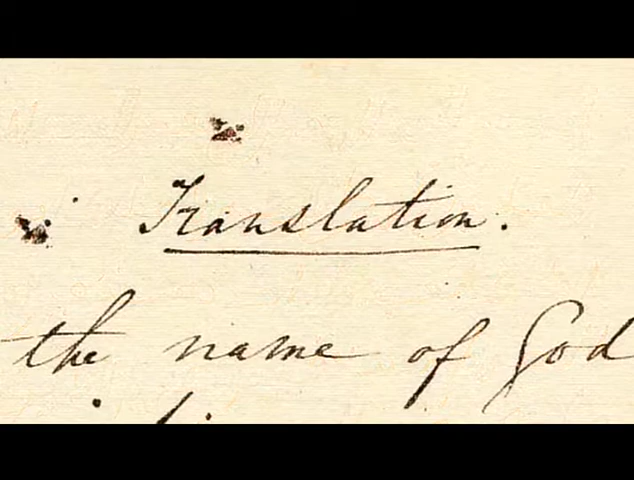 Translation.
the name of God